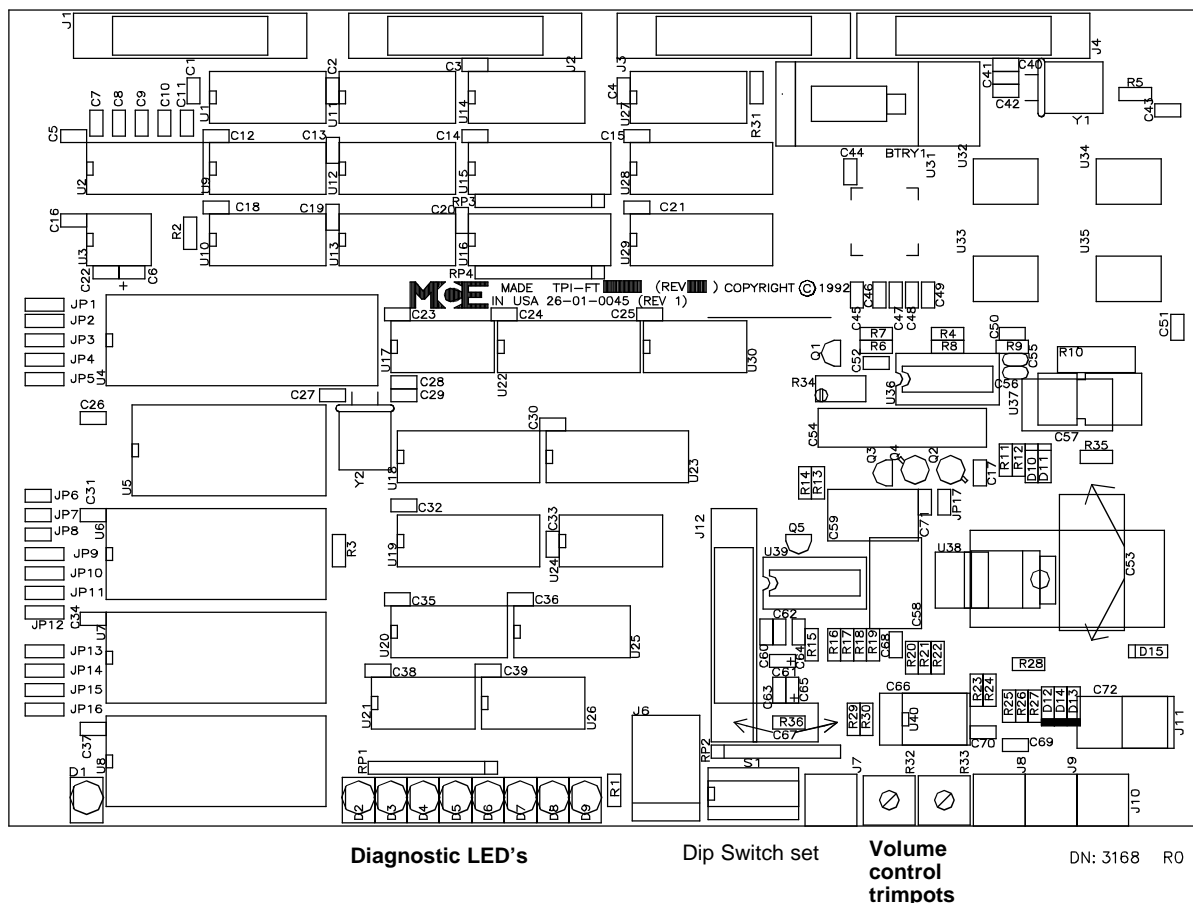 J1
J2
J3
J4
C1
C2
C3
C4
C41
C40
C42
R5
C43
Y1
C7
C8
C9
C10
C11
U1
U11
U14
U27
R31
BTRY1
C5
C12
C13
C14
C15
C44
U31
U32
U34
U2
U9
U12
U15
U28
RP3
C16
C18
C19
C20
C21
R2
U3
U10
U13
U16
U29
U33
U35
C22
+
C6
RP4
MCE MADE TPI-FT (REV ) COPYRIGHT © 1992
IN USA 26-01-0045 (REV 1)
C45
C46
C47
C48
C49
JP1
JP2
JP3
JP4
JP5
U4
C23
C24
C25
U17
U22
U30
Q1
R7
R6
R4
R8
C50
R9
C51
C52
C55
R10
C56
U36
U37
R34
C28
C29
C27
C26
Y2
C30
C54
C57
U5
U18
U23
Q3
Q4
Q2
C17
R11
R12
D10
D11
R35
R14
R13
JP6
JP7
JP8
JP9
JP10
JP11
JP12
JP13
JP14
JP15
JP16
C31
U6
R3
C32
C33
U19
U24
J12
Q5
C59
C71
JP17
U39
U38
C53
C58
C34
U7
C35
C36
U20
U25
C62
C60
C64
+
C61
R15
R16
R17
R18
R19
C68
R20
R21
R22
R28
D15
C38
C39
U21
U26
C63
C65
+
J6
R36
C67
RP2
R29
R30
C66
U40
R23
R24
C70
R25
R26
R27
D12
D14
D13
C69
C72
J11
C37
U8
D1
RP1
D2
D3
D4
D5
D6
D7
D8
D9
R1
S1
J7
R32
R33
J8
J9
J10
Diagnostic LED's
Dip Switch set
Volume
control
trimpots
DN: 3168 R0